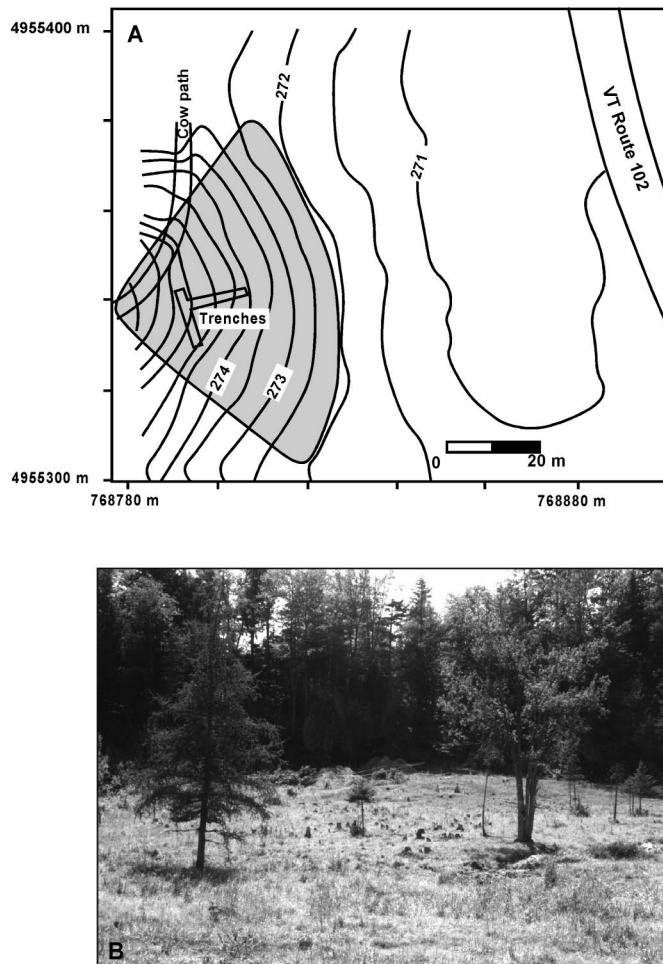 4955400 m
A
Cow path
272
VT Route 102
271
Trenches
274
273
0
20 m
4955300 m
768780 m
768880 m
B